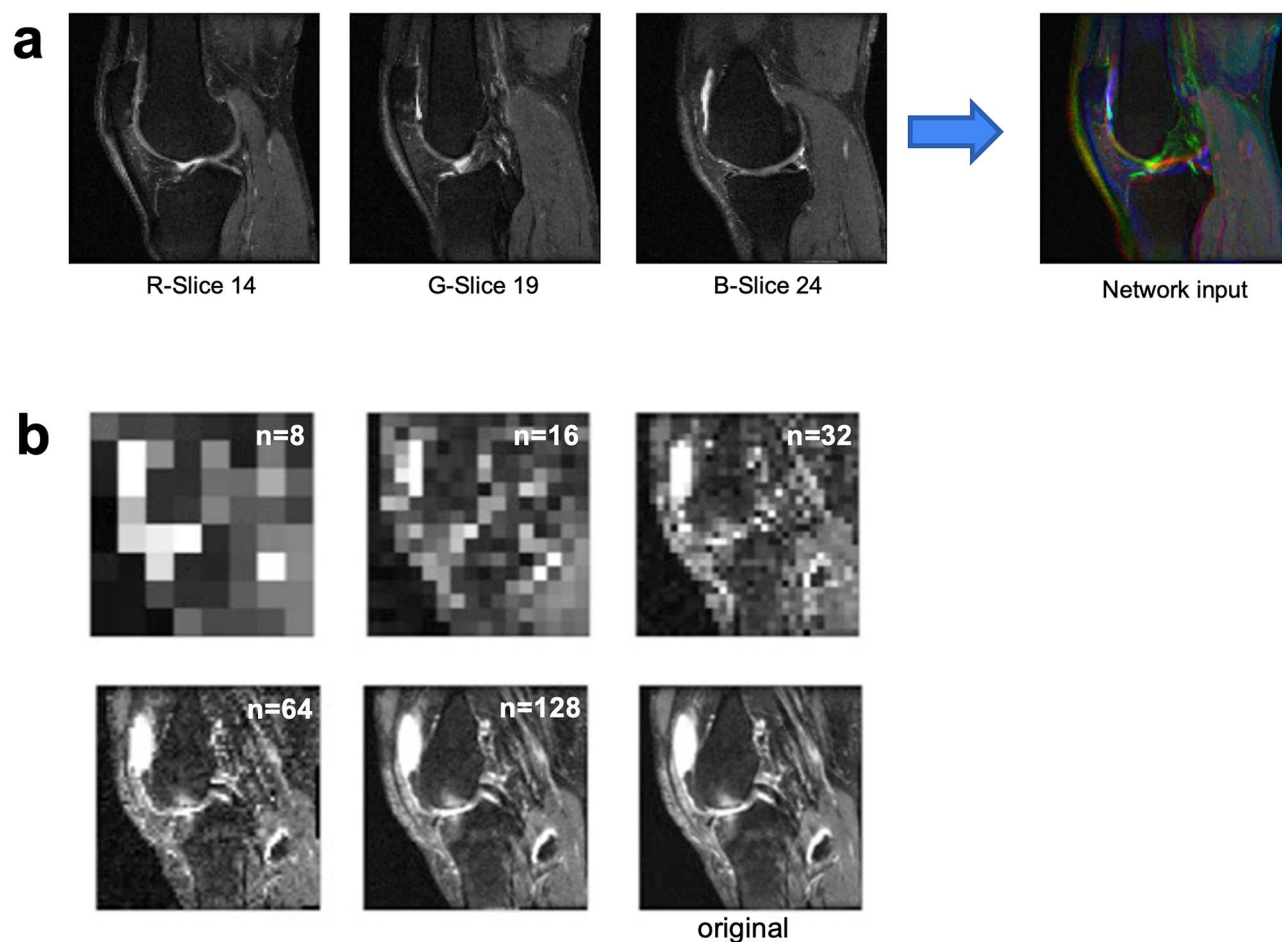 a
R-Slice 14
G-Slice 19
B-Slice 24
Network input
b
n=8
n=16
n=32
n=64
n=128
original